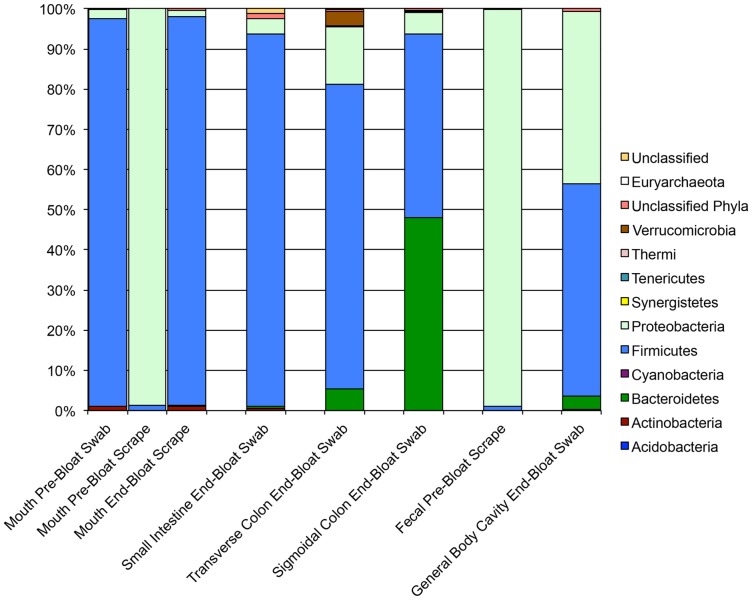 100%
90%
80%
70%
60%
50%
40%
30%
20%
10%
0%
Mouth Pre-Bloat Swab
Mouth Pre-Bloat Scrape
Mouth End-Bloat Scrape
Small Intestine End-Bloat Swab
Transverse Colon End-Bloat Swab
Sigmoidal Colon End-Bloat Swab
Fecal Pre-Bloat Scrape
General Body Cavity End-Bloat Swab
Unclassified
Euryarchaeota
Unclassified Phyla
Verrucomicrobia
Thermi
Tenericutes
Synergistetes
Proteobacteria
Firmicutes
Cyanobacteria
Bacteroidetes
Actinobacteria
Acidobacteria